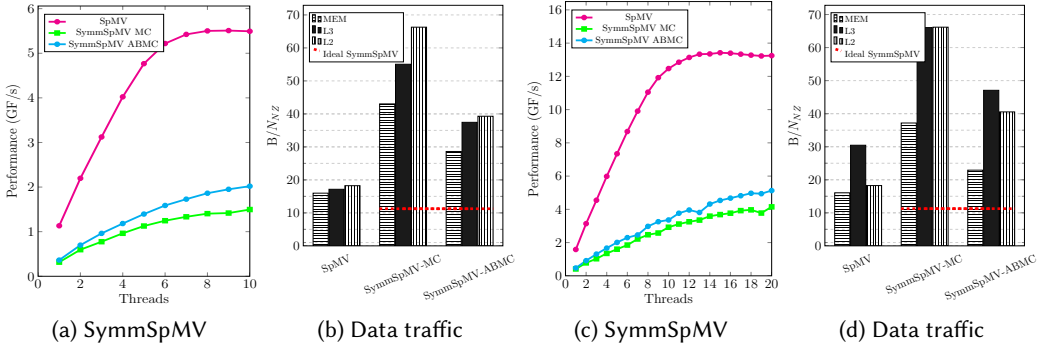 SpMV
SymmSpMV MC
SymmSpMV ABMC
Performance (GF/s)
6
5
4
3
2
1
0
0 2 4 6 8 10
Threads
(a) SymmSpMV
MEM
L3
L2
Ideal SymmSpMV
B/N_NZ
70
60
50
40
30
20
10
0
SpMV
SymmSpMV-MC
SymmSpMV-ABMC
(b) Data traffic
SpMV
SymmSpMV MC
SymmSpMV ABMC
Performance (GF/s)
16
14
12
10
8
6
4
2
0
0 2 4 6 8 10 12 14 16 18 20
Threads
(c) SymmSpMV
MEM
L3
L2
Ideal SymmSpMV
B/N_NZ
70
60
50
40
30
20
10
0
SpMV
SymmSpMV-MC
SymmSpMV-ABMC
(d) Data traffic